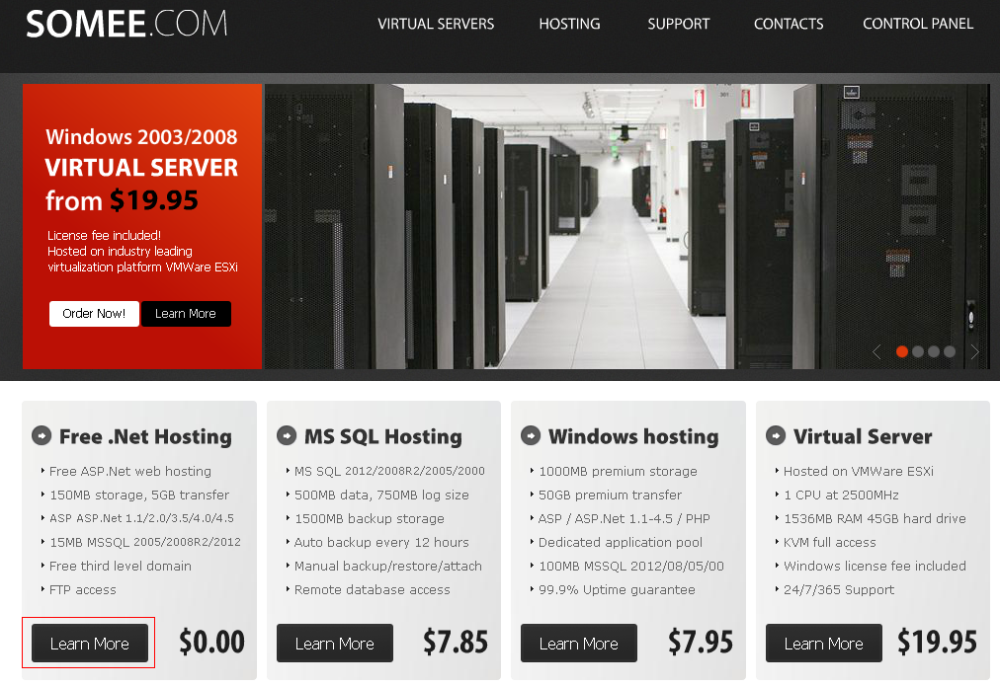 SOMEE.COM
VIRTUAL SERVERS HOSTING SUPPORT CONTACTS CONTROL PANEL
Windows 2003/2008
VIRTUAL SERVER
from $19.95
License fee included!
Hosted on industry leading
virtualization platform VMWare ESXi
Order Now! Learn More
Free .Net Hosting
Free ASP.Net web hosting
150MB storage, 5GB transfer
ASP ASP.Net 1.1/2.0/3.5/4.0/4.5
15MB MSSQL 2005/2008R2/2012
Free third level domain
FTP access
Learn More $0.00
MS SQL Hosting
MS SQL 2012/2008R2/2005/2000
500MB data, 750MB log size
1500MB backup storage
Auto backup every 12 hours
Manual backup/restore/attach
Remote database access
Learn More $7.85
Windows hosting
1000MB premium storage
50GB premium transfer
ASP / ASP.Net 1.1-4.5 / PHP
Dedicated application pool
100MB MSSQL 2012/08/05/00
99.9% Uptime guarantee
Learn More $7.95
Virtual Server
Hosted on VMWare ESXi
1 CPU at 2500MHz
1536MB RAM 45GB hard drive
KVM full access
Windows license fee included
24/7/365 Support
Learn More $19.95